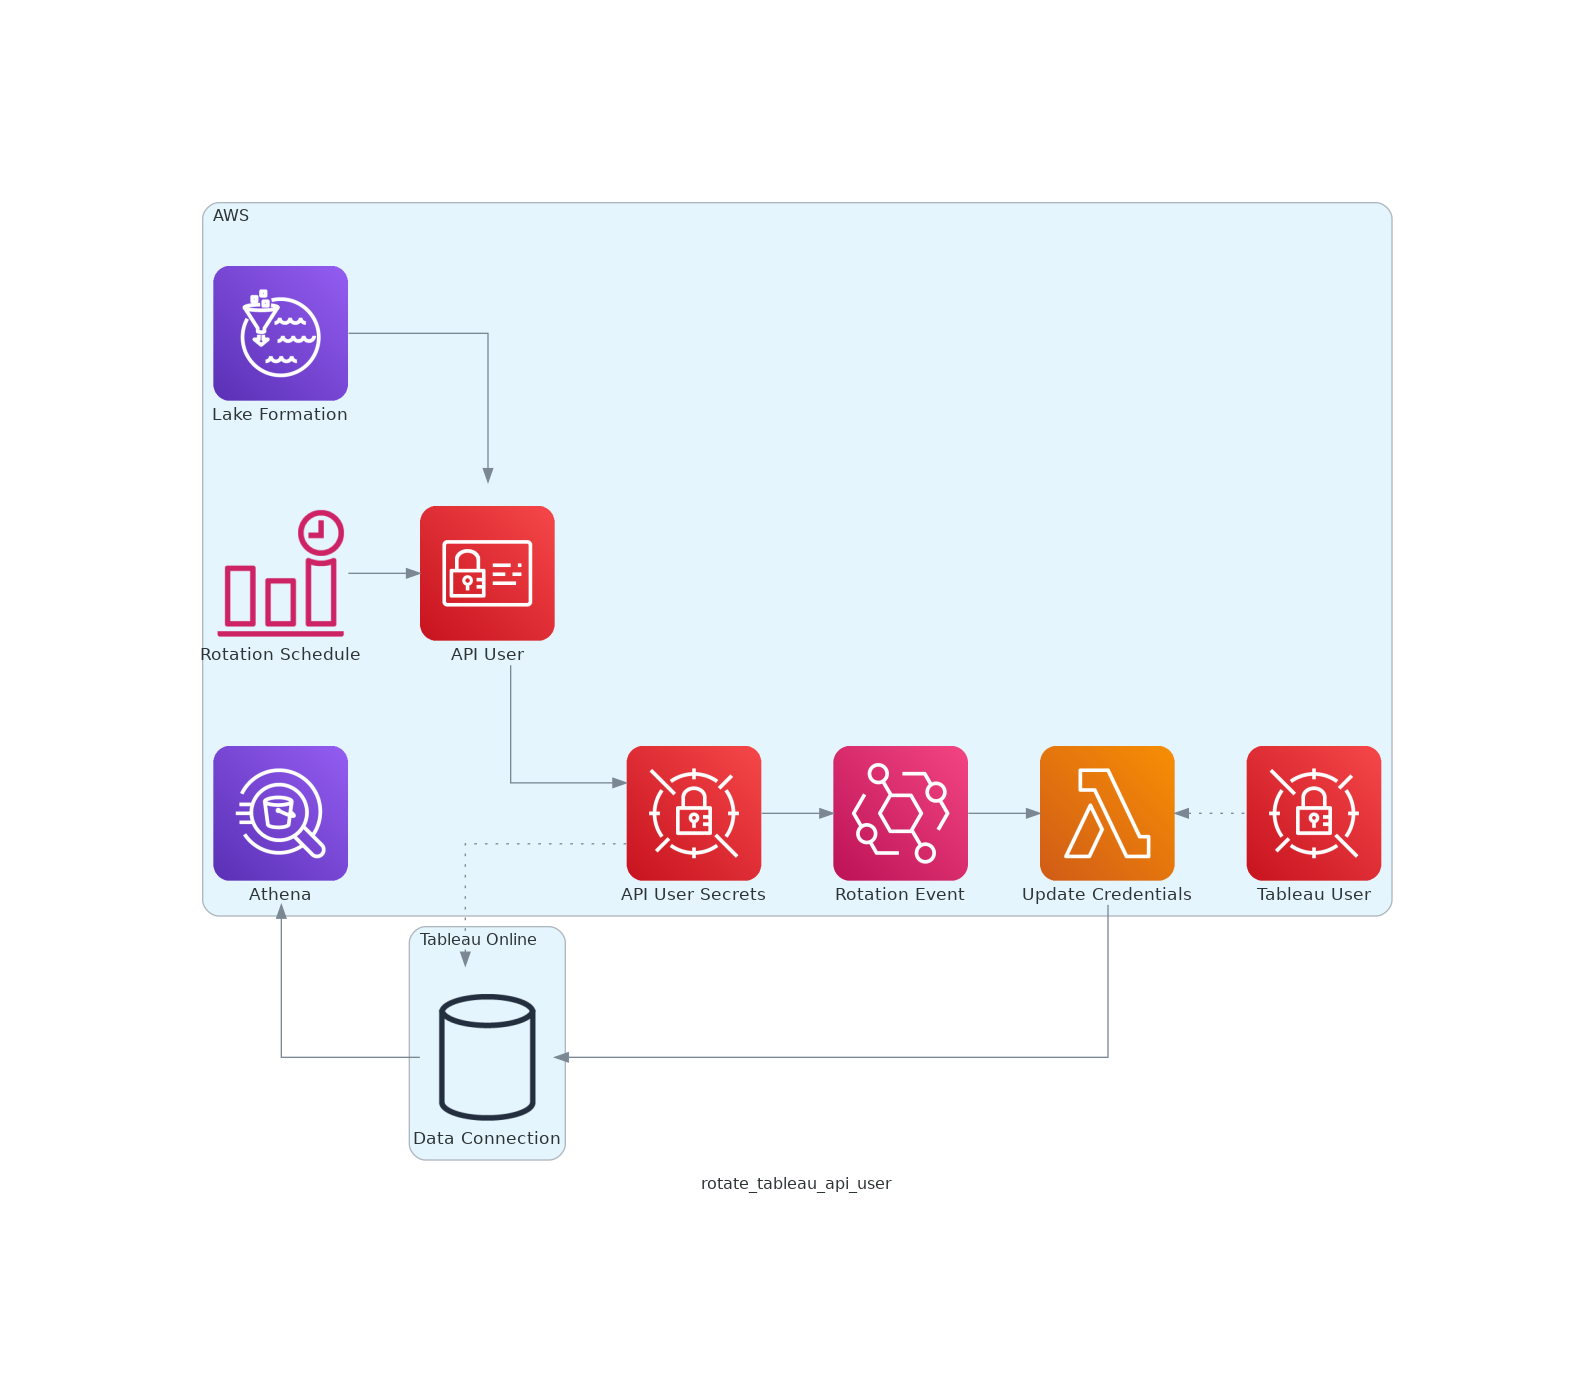 AWS
Lake Formation
Rotation Schedule
API User
Athena
API User Secrets
Rotation Event
Update Credentials
Tableau User
Tableau Online
Data Connection
rotate_tableau_api_user